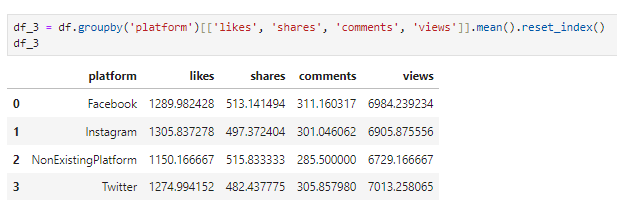 df_3 = df.groupby('platform')[['likes', 'shares', 'comments', 'views']].mean().reset_index()
df_3
platform likes shares comments views
0 Facebook 1289.982428 513.141494 311.160317 6984.239234
1 Instagram 1305.837278 497.372404 301.046062 6905.875556
2 NonExistingPlatform 1150.166667 515.833333 285.500000 6729.166667
3 Twitter 1274.994152 482.437775 305.857980 7013.258065